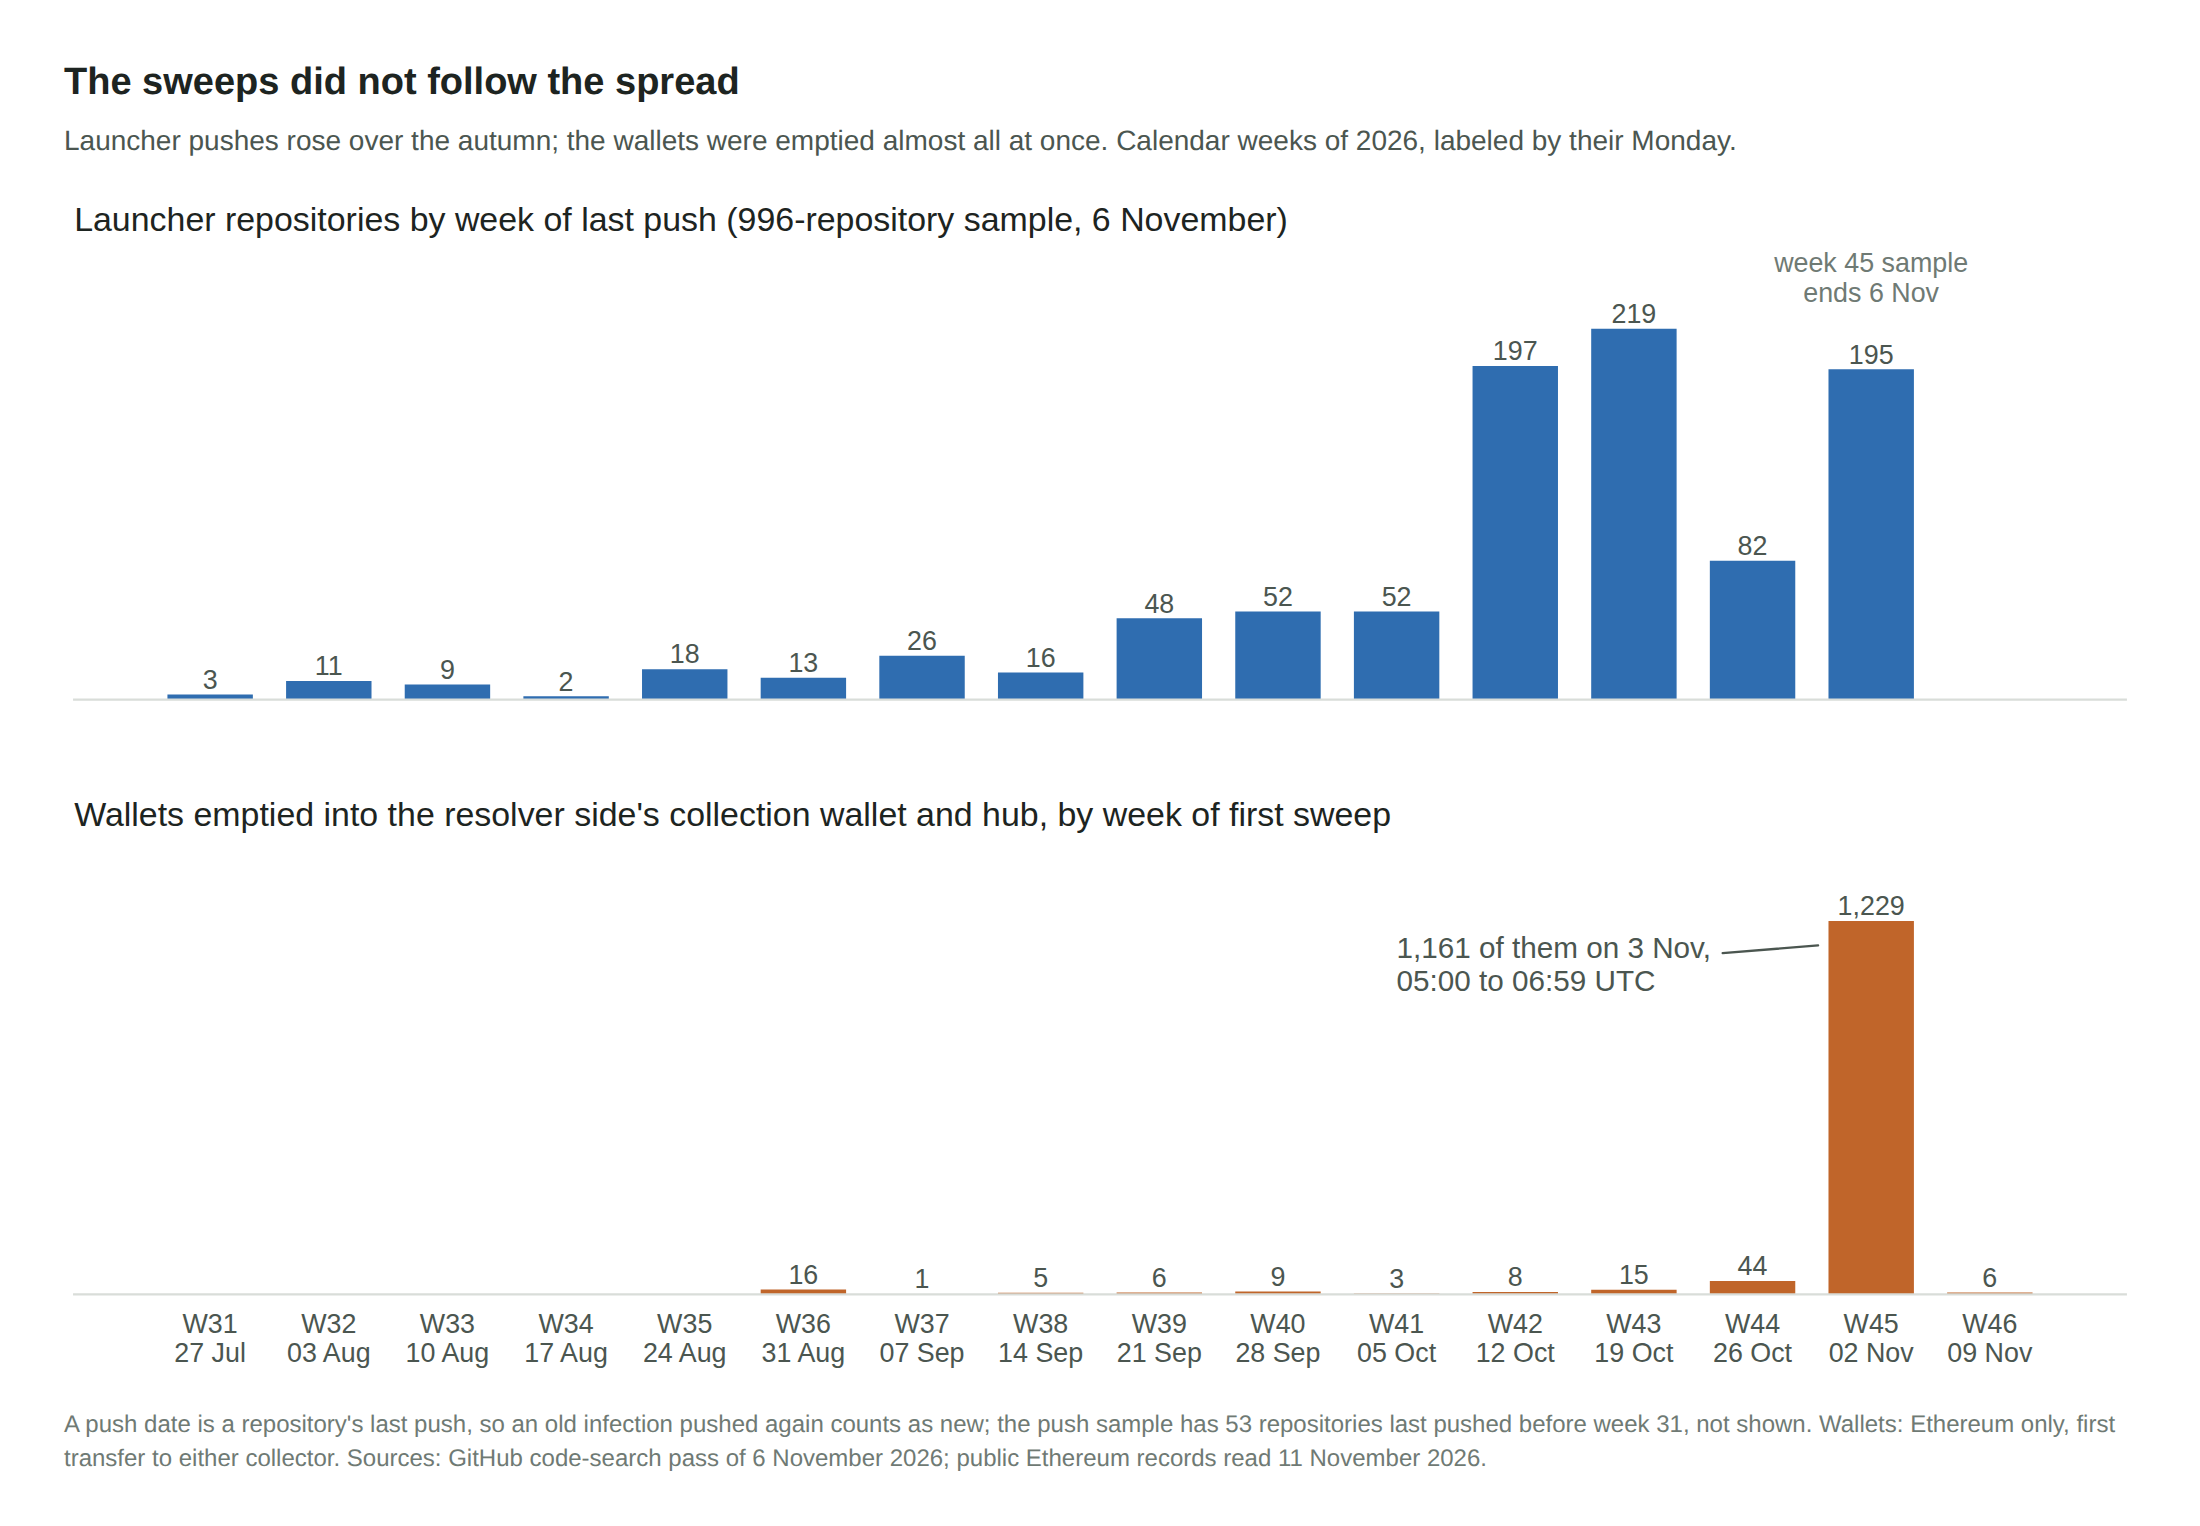 The sweeps did not follow the spread
Launcher pushes rose over the autumn; the wallets were emptied almost all at once. Calendar weeks of 2026, labeled by their Monday.
Launcher repositories by week of last push (996-repository sample, 6 November)
week 45 sample
ends 6 Nov
3
11
9
2
18
13
26
16
48
52
52
197
219
82
195
Wallets emptied into the resolver side's collection wallet and hub, by week of first sweep
1,161 of them on 3 Nov,
05:00 to 06:59 UTC
16
1
5
6
9
3
8
15
44
1,229
6
W31 W32 W33 W34 W35 W36 W37 W38 W39 W40 W41 W42 W43 W44 W45 W46
27 Jul 03 Aug 10 Aug 17 Aug 24 Aug 31 Aug 07 Sep 14 Sep 21 Sep 28 Sep 05 Oct 12 Oct 19 Oct 26 Oct 02 Nov 09 Nov
A push date is a repository's last push, so an old infection pushed again counts as new; the push sample has 53 repositories last pushed before week 31, not shown. Wallets: Ethereum only, first
transfer to either collector. Sources: GitHub code-search pass of 6 November 2026; public Ethereum records read 11 November 2026.